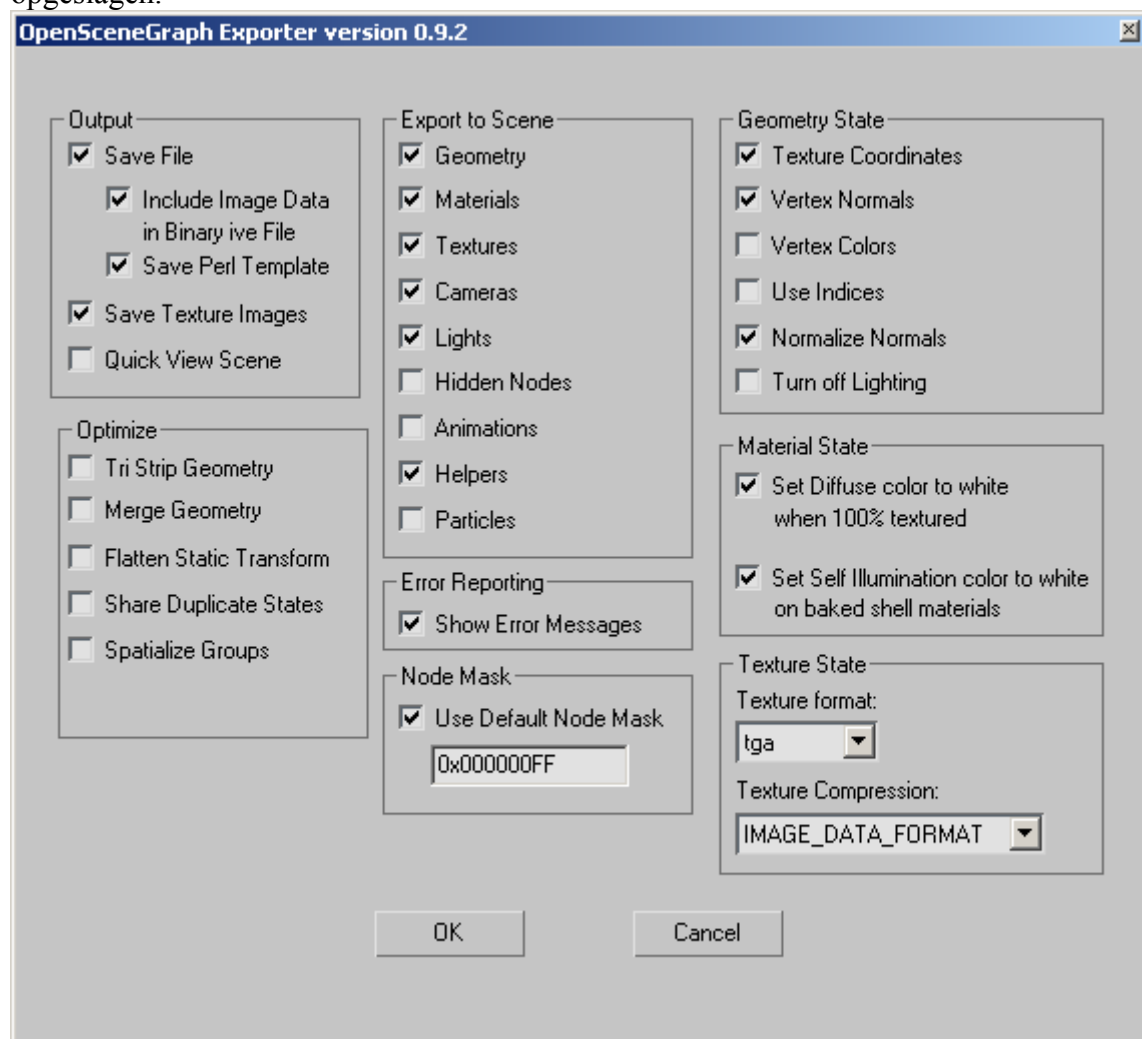 opgeslagen.
OpenSceneGraph Exporter version 0.9.2
Output
Save File
Include Image Data
in Binary ive File
Save Perl Template
Save Texture Images
Quick View Scene
Optimize
Tri Strip Geometry
Merge Geometry
Flatten Static Transform
Share Duplicate States
Spatialize Groups
Export to Scene
Geometry
Materials
Textures
Cameras
Lights
Hidden Nodes
Animations
Helpers
Particles
Error Reporting
Show Error Messages
Node Mask
Use Default Node Mask
0x000000FF
Geometry State
Texture Coordinates
Vertex Normals
Vertex Colors
Use Indices
Normalize Normals
Turn off Lighting
Material State
Set Diffuse color to white
when 100% textured
Set Self Illumination color to white
on baked shell materials
Texture State
Texture format:
tga
Texture Compression:
IMAGE_DATA_FORMAT
OK
Cancel